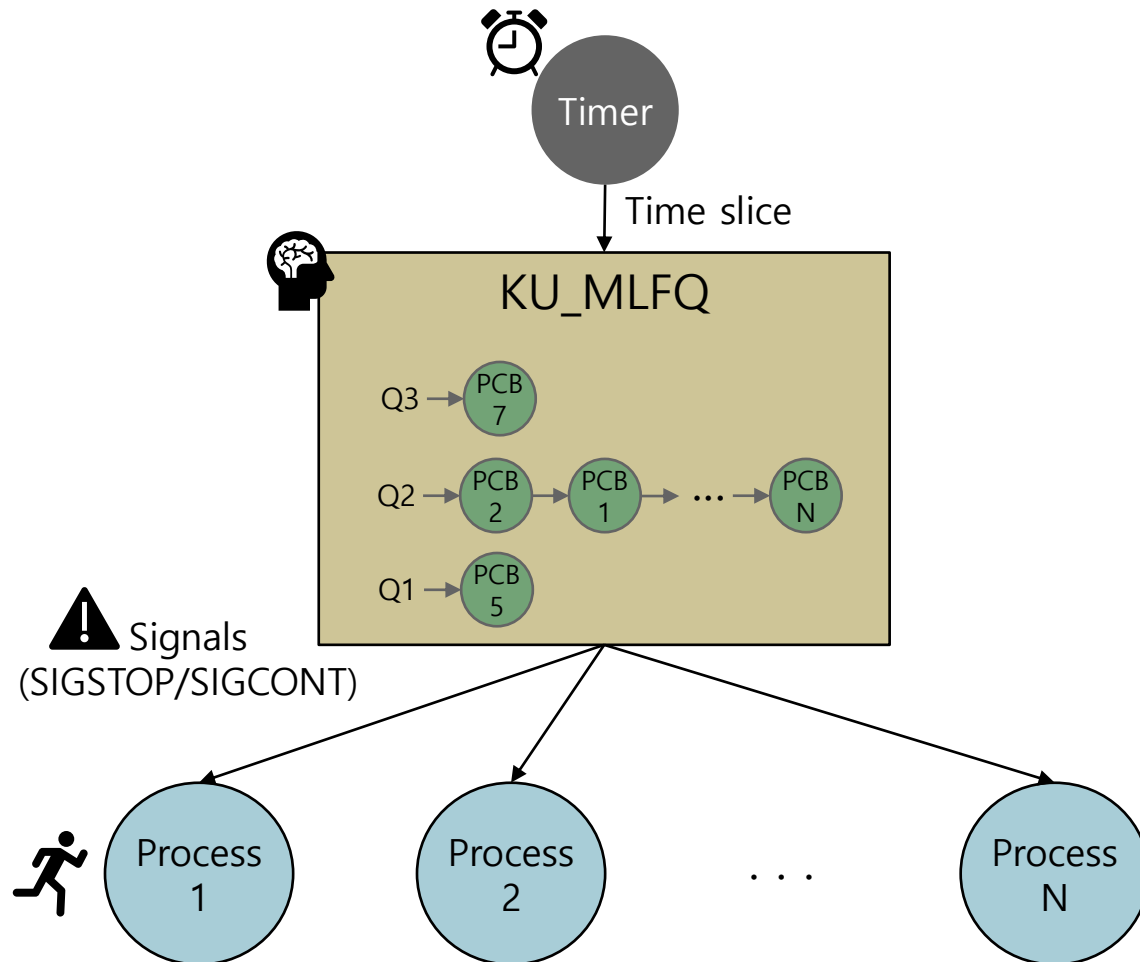 Timer
Time slice
KU_MLFQ
Q3
PCB
7
Q2
PCB
2
PCB
1
...
PCB
N
Q1
PCB
5
Signals
(SIGSTOP/SIGCONT)
Process
1
Process
2
. . .
Process
N